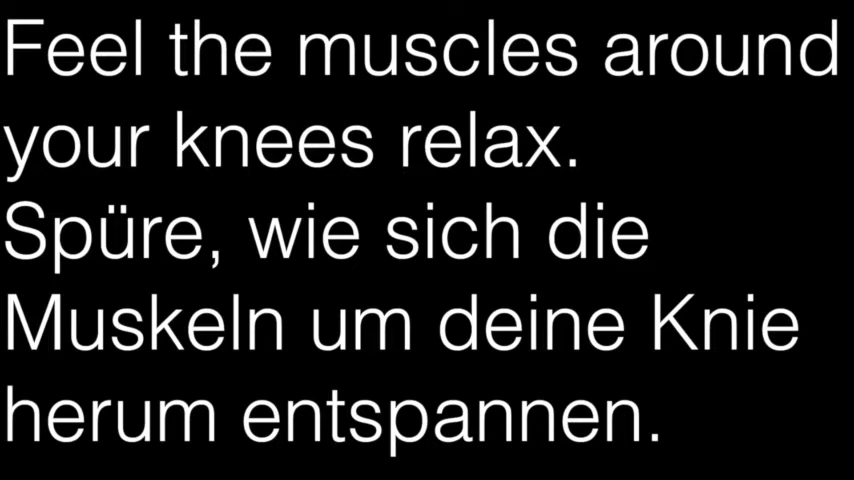 Feel the muscles around
your knees relax.
Spüre, wie sich die
Muskeln um deine Knie
herum entspannen.